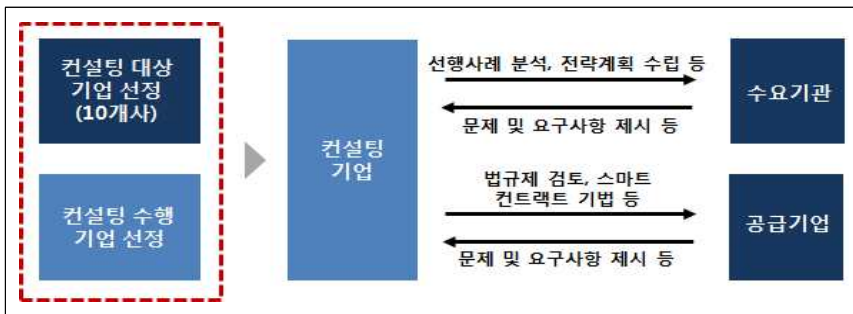 컨설팅 대상
기업 선정
(10개사)
컨설팅 수행
기업 선정
컨설팅
기업
선행사례 분석, 전략계획 수립 등
문제 및 요구사항 제시 등
법규제 검토, 스마트
컨트랙트 기법 등
문제 및 요구사항 제시 등
수요기관
공급기업